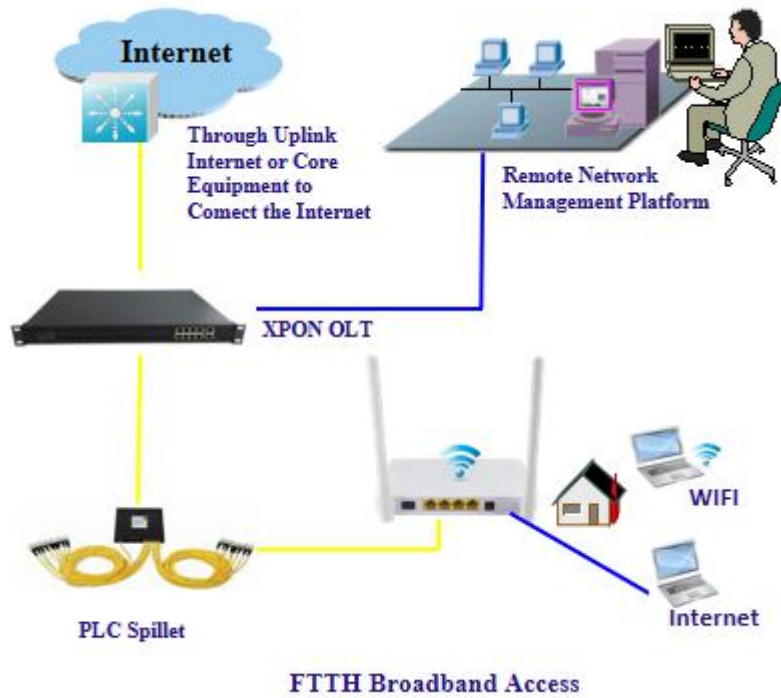 Internet
Through Uplink
Internet or Core
Equipment to
Comect the Internet
Remote Network
Management Platform
XPON OLT
WIFI
Internet
PLC Spillet
FTTH Broadband Access